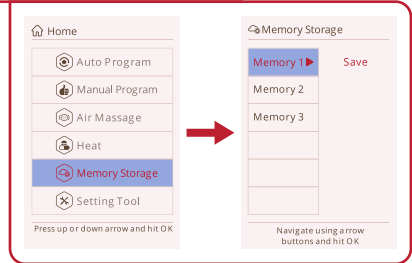 Home
Auto Program
Manual Program
Air Massage
Heat
Memory Storage
Setting Tool
Press up or down arrow and hit OK
Memory Storage
Memory 1 Save
Memory 2
Memory 3
Navigate using arrow
buttons and hit OK